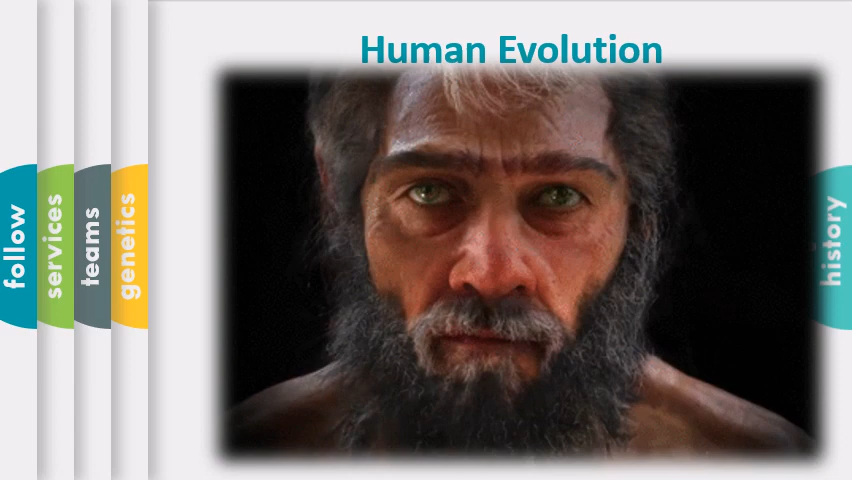 Human Evolution
follow
services
teams
genetics
history